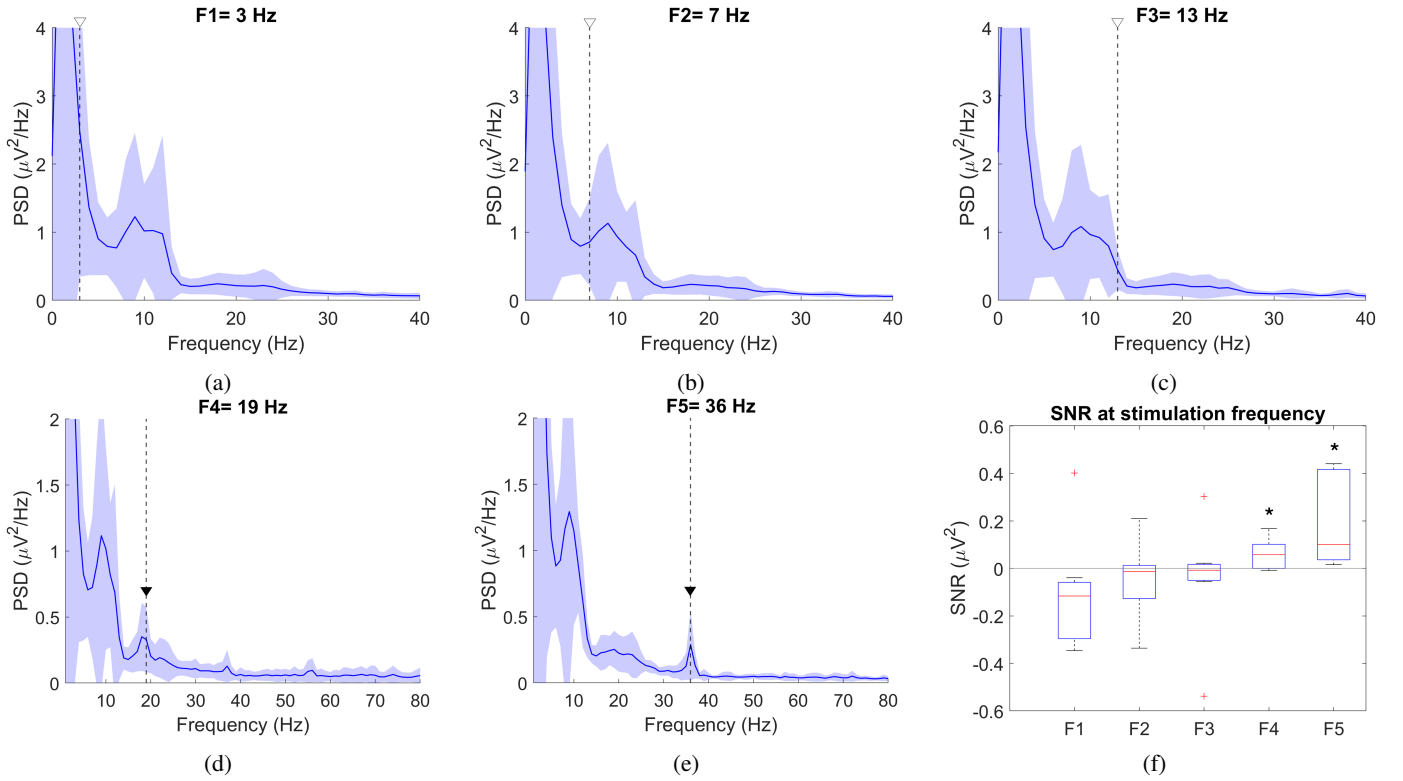 F1= 3 Hz
F2= 7 Hz
F3= 13 Hz
4
3
2
1
0
PSD (μV²/Hz)
0 10 20 30 40
Frequency (Hz)
(a)
4
3
2
1
0
PSD (μV²/Hz)
0 10 20 30 40
Frequency (Hz)
(b)
4
3
2
1
0
PSD (μV²/Hz)
0 10 20 30 40
Frequency (Hz)
(c)
F4= 19 Hz
2
1.5
1
0.5
0
PSD (μV²/Hz)
10 20 30 40 50 60 70 80
Frequency (Hz)
(d)
F5= 36 Hz
2
1.5
1
0.5
0
PSD (μV²/Hz)
10 20 30 40 50 60 70 80
Frequency (Hz)
(e)
SNR at stimulation frequency
0.6
0.4
0.2
0
-0.2
-0.4
-0.6
SNR (μV²)
* *
F1 F2 F3 F4 F5
(f)